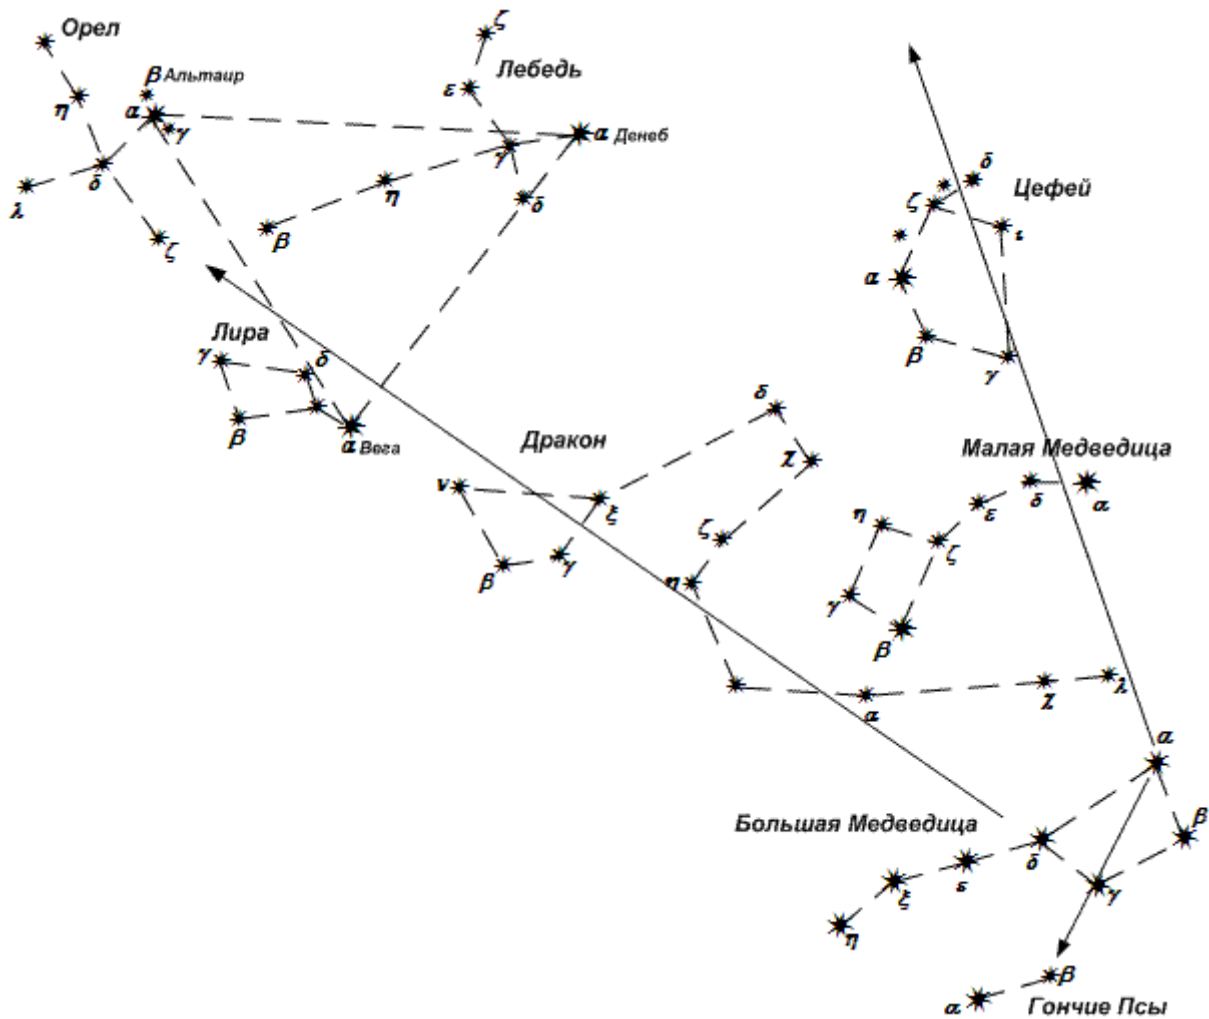 Орел
η
λ
δ
ζ
β Альтаир
α
γ
Лебедь
ζ
ε
γ
α Денеб
δ
η
β
Цефей
δ
ζ
ι
α
β
γ
Лира
γ
δ
β
α Вега
Дракон
δ
χ
ν
ξ
ζ
β
γ
η
α
χ
λ
Малая Медведица
δ
α
ε
η
ζ
γ
β
Большая Медведица
α
β
δ
γ
ε
ξ
η
Гончие Псы
β
α